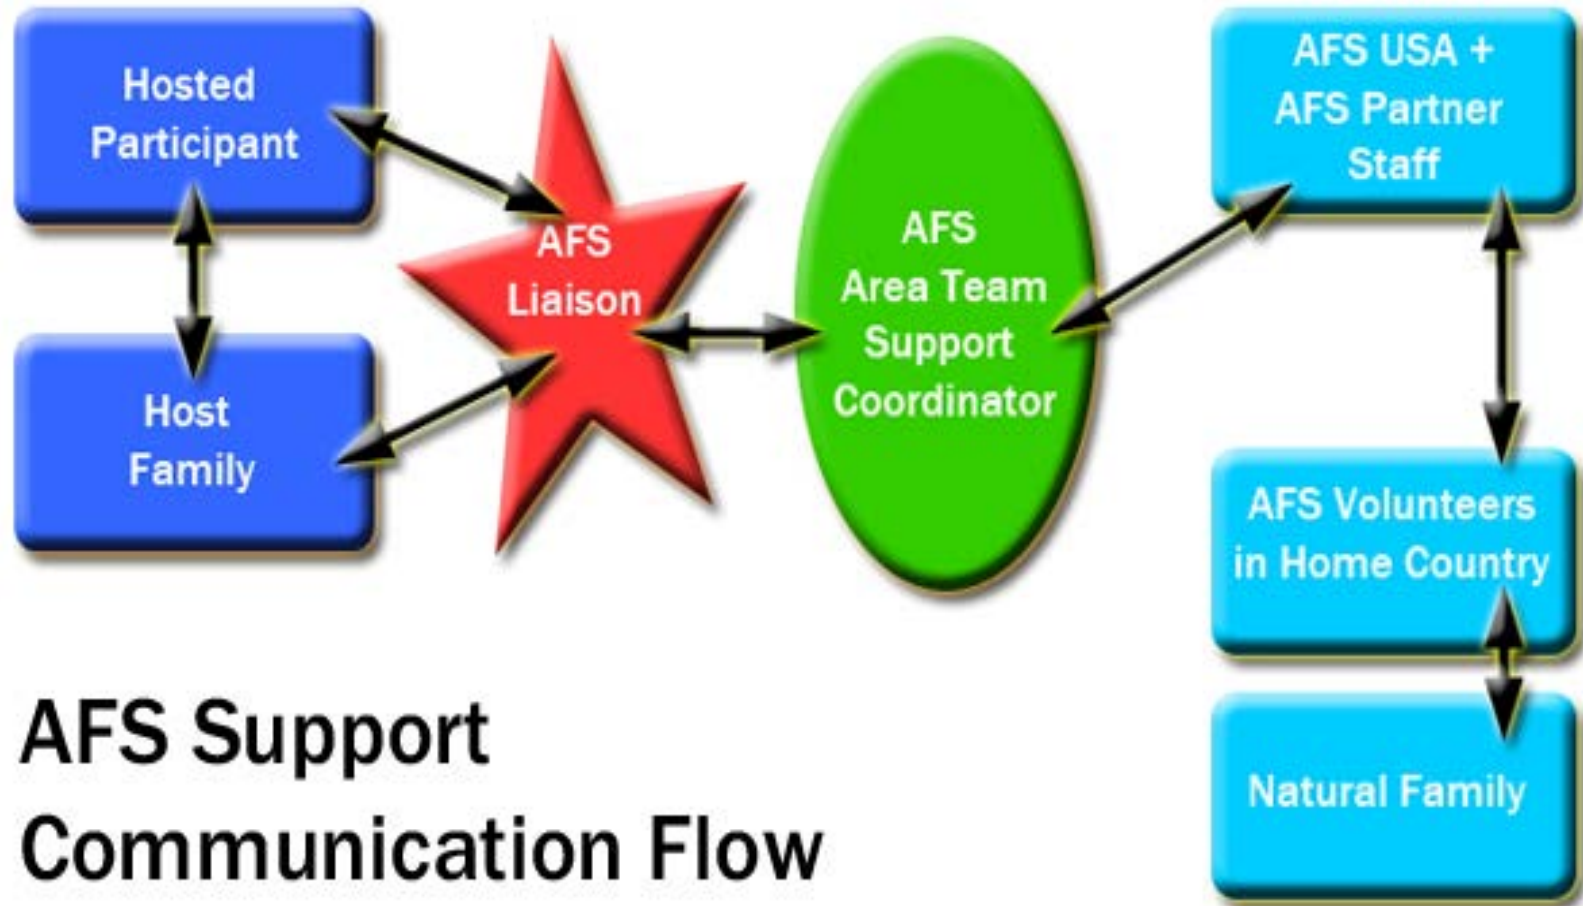 Hosted
Participant
Host
Family
AFS
Liaison
AFS
Area Team
Support
Coordinator
AFS USA +
AFS Partner
Staff
AFS Volunteers
in Home Country
Natural Family
AFS Support
Communication Flow